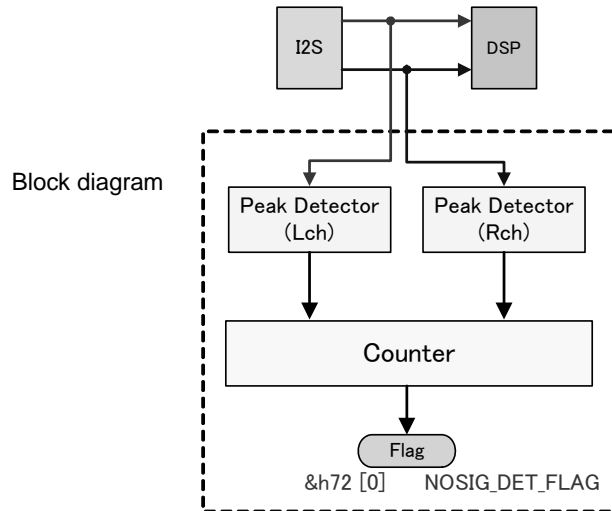 I2S
DSP
Block diagram
Peak Detector
(Lch)
Peak Detector
(Rch)
Counter
Flag
&h72 [0] NOSIG_DET_FLAG